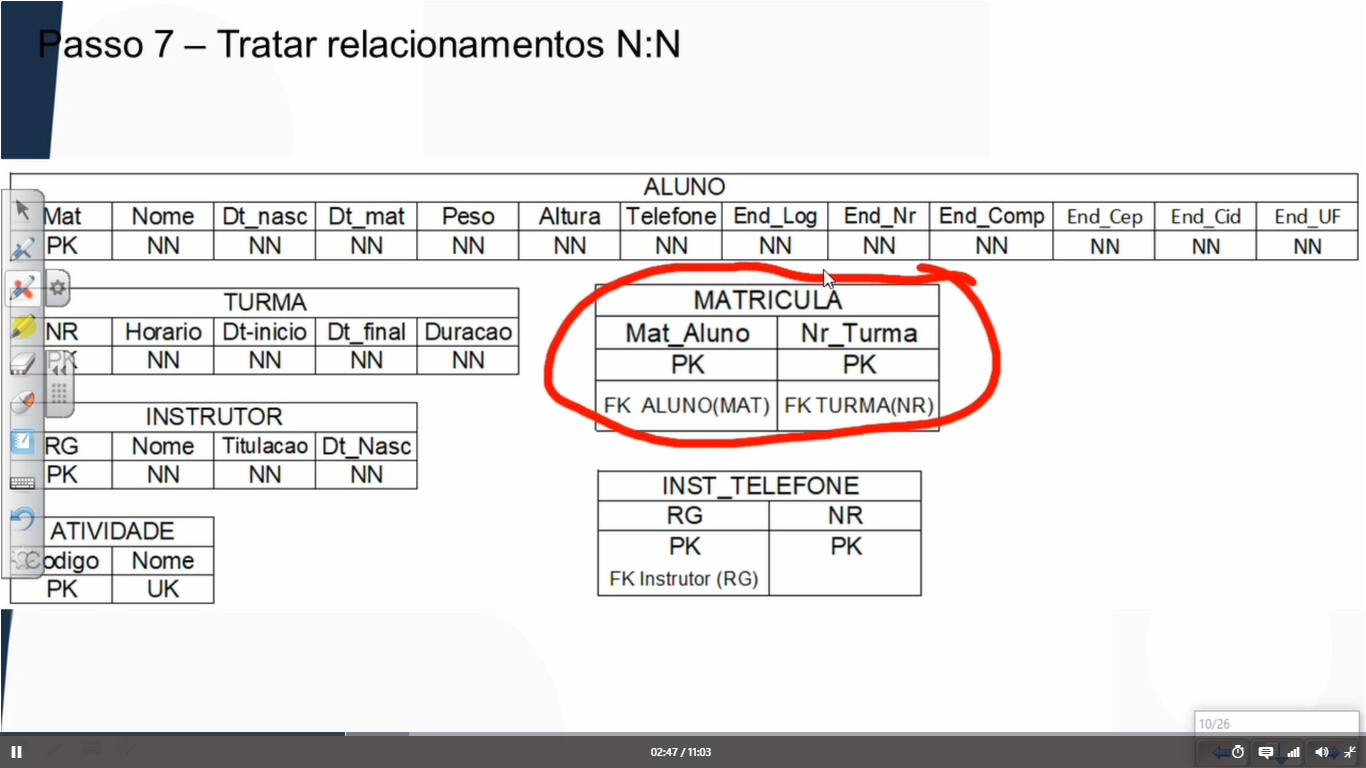 Passo 7 – Tratar relacionamentos N:N
ALUNO
Mat Nome Dt_nasc Dt_mat Peso Altura Telefone End_Log End_Nr End_Comp End_Cep End_Cid End_UF
PK NN NN NN NN NN NN NN NN NN NN NN NN
TURMA
NR Horario Dt-inicio Dt_final Duracao
PK NN NN NN NN
MATRICULA
Mat_Aluno Nr_Turma
PK PK
FK ALUNO(MAT) FK TURMA(NR)
INSTRUTOR
RG Nome Titulacao Dt_Nasc
PK NN NN NN
INST_TELEFONE
RG NR
PK PK
FK Instrutor (RG)
ATIVIDADE
Codigo Nome
PK UK
10/26
02:47 / 11:03